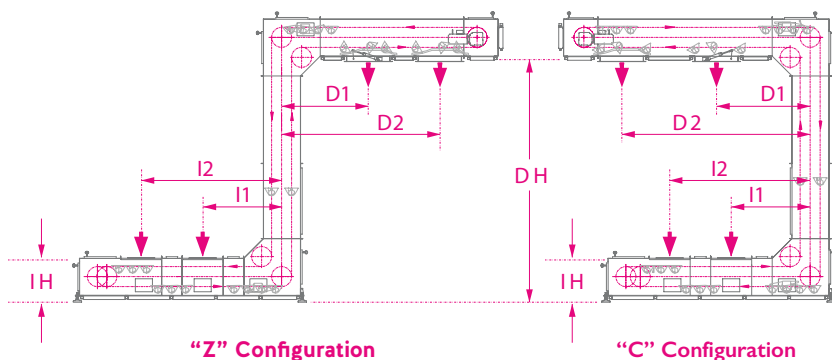 D1
D2
I2
I1
IH
"Z" Configuration
DH
D1
D2
I2
I1
IH
"C" Configuration